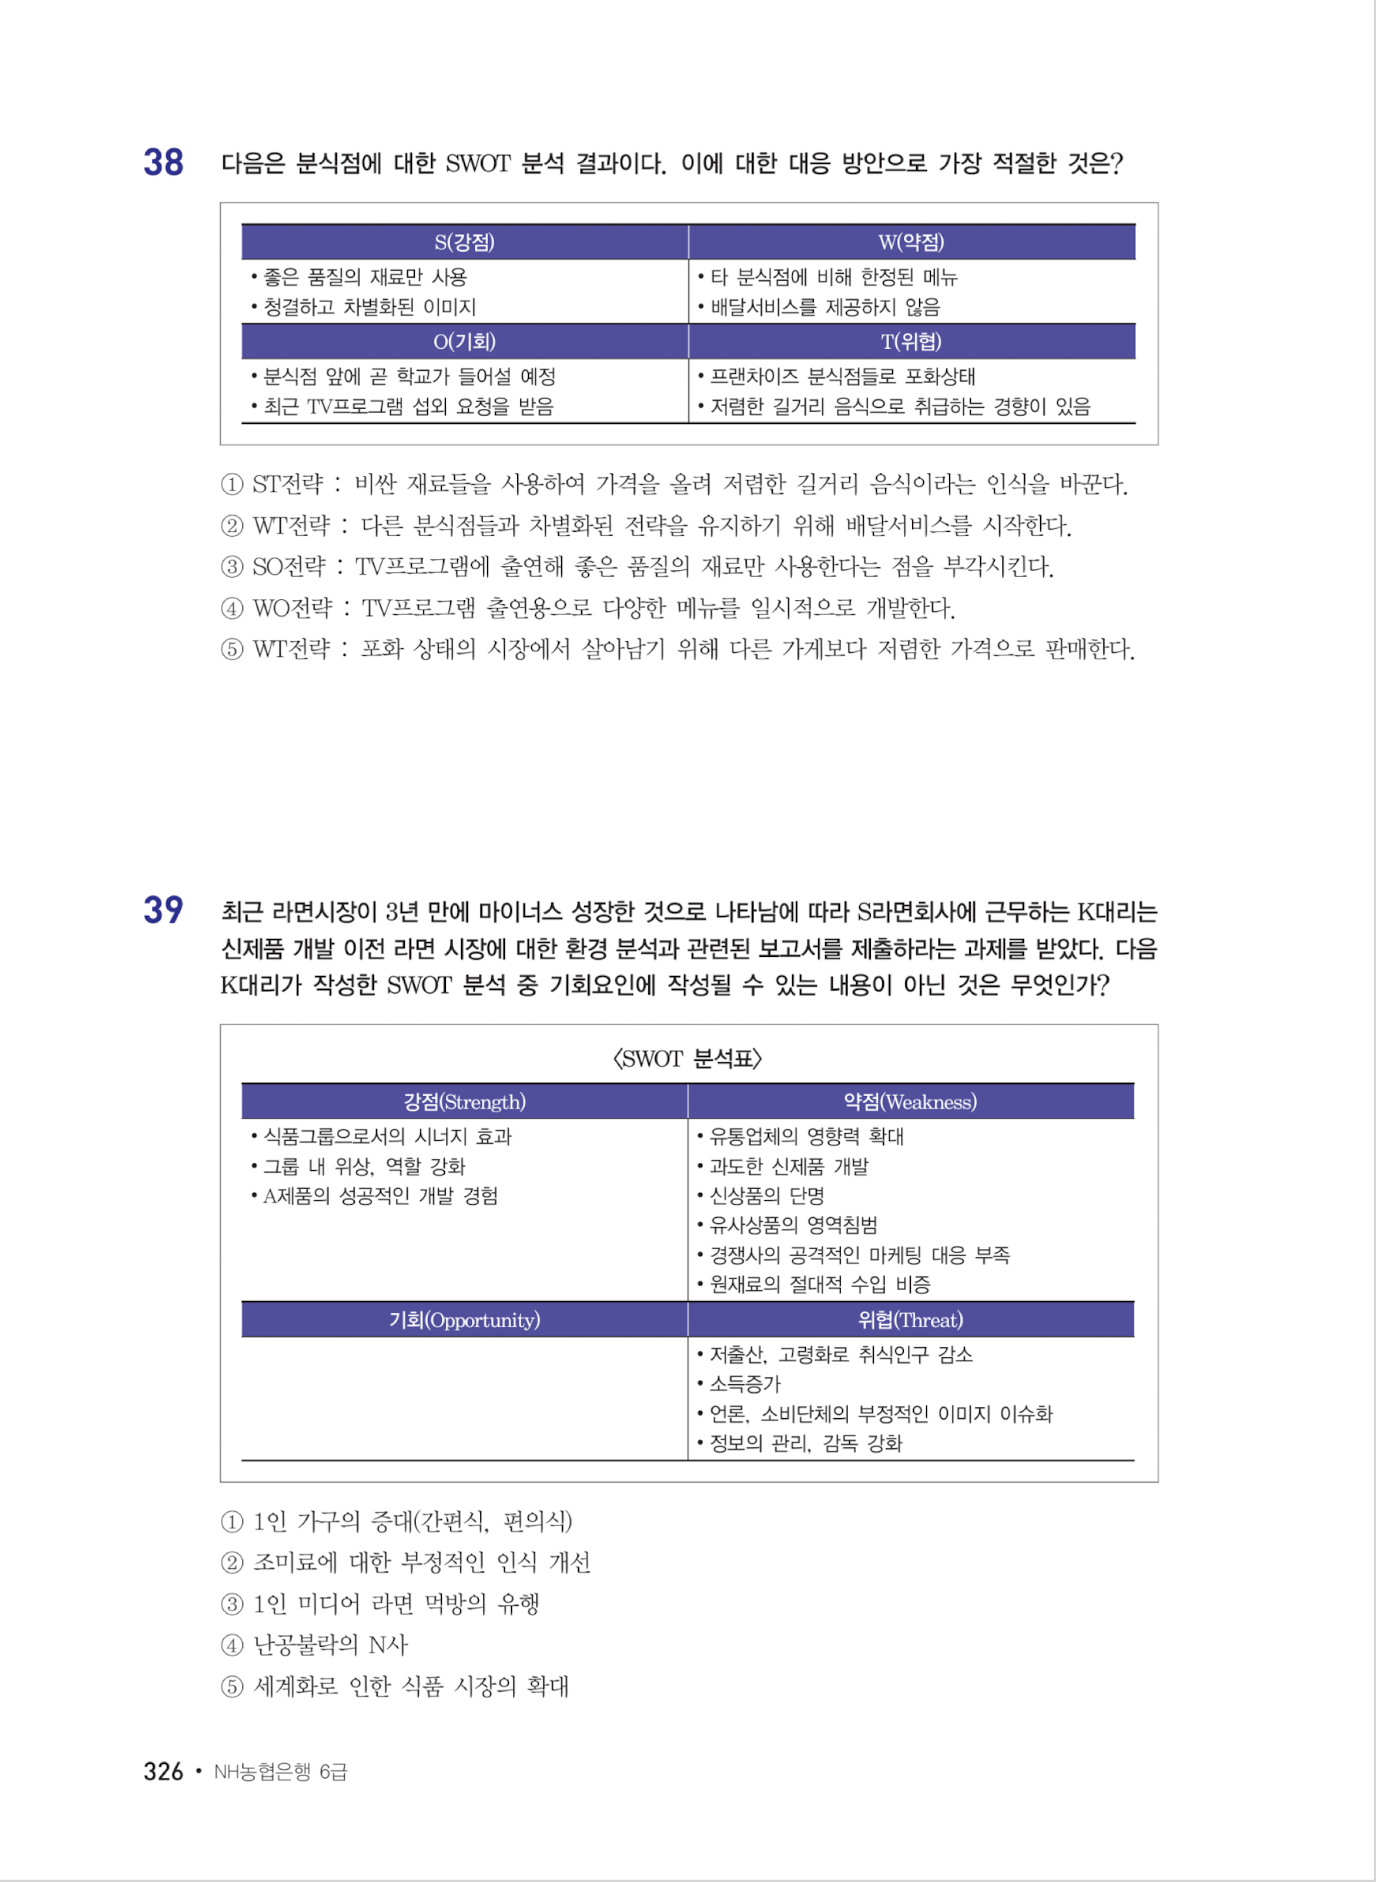 38 다음은 분식점에 대한 SWOT 분석 결과이다. 이에 대한 대응 방안으로 가장 적절한 것은?
S(강점) W(약점)
• 좋은 품질의 재료만 사용 • 타 분식점에 비해 한정된 메뉴
• 청결하고 차별화된 이미지 • 배달서비스를 제공하지 않음
O(기회) T(위협)
• 분식점 앞에 곧 학교가 들어설 예정 • 프랜차이즈 분식점들로 포화상태
• 최근 TV프로그램 섭외 요청을 받음 • 저렴한 길거리 음식으로 취급하는 경향이 있음
① ST전략 : 비싼 재료들을 사용하여 가격을 올려 저렴한 길거리 음식이라는 인식을 바꾼다.
② WT전략 : 다른 분식점들과 차별화된 전략을 유지하기 위해 배달서비스를 시작한다.
③ SO전략 : TV프로그램에 출연해 좋은 품질의 재료만 사용한다는 점을 부각시킨다.
④ WO전략 : TV프로그램 출연용으로 다양한 메뉴를 일시적으로 개발한다.
⑤ WT전략 : 포화 상태의 시장에서 살아남기 위해 다른 가게보다 저렴한 가격으로 판매한다.
39 최근 라면시장이 3년 만에 마이너스 성장한 것으로 나타남에 따라 S라면회사에 근무하는 K대리는
신제품 개발 이전 라면 시장에 대한 환경 분석과 관련된 보고서를 제출하라는 과제를 받았다. 다음
K대리가 작성한 SWOT 분석 중 기회요인에 작성될 수 있는 내용이 아닌 것은 무엇인가?
〈SWOT 분석표〉
강점(Strength) 약점(Weakness)
• 식품그룹으로서의 시너지 효과 • 유통업체의 영향력 확대
• 그룹 내 위상, 역할 강화 • 과도한 신제품 개발
• A제품의 성공적인 개발 경험 • 신상품의 단명
• 유사상품의 영역침범
• 경쟁사의 공격적인 마케팅 대응 부족
• 원재료의 절대적 수입 비증
기회(Opportunity) 위협(Threat)
• 저출산, 고령화로 취식인구 감소
• 소득증가
• 언론, 소비단체의 부정적인 이미지 이슈화
• 정보의 관리, 감독 강화
① 1인 가구의 증대(간편식, 편의식)
② 조미료에 대한 부정적인 인식 개선
③ 1인 미디어 라면 먹방의 유행
④ 난공불락의 N사
⑤ 세계화로 인한 식품 시장의 확대
326 • NH농협은행 6급